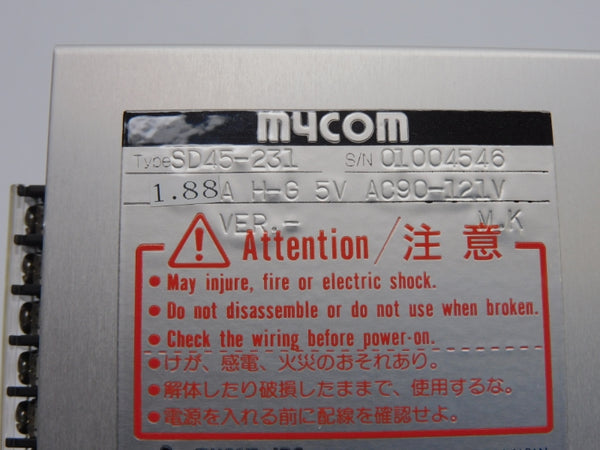 mycom
Type SD45-231 S/N 01004546
1.88A H-G 5V AC90-121V
VER.- M.K
Attention/注意
• May injure, fire or electric shock.
• Do not disassemble or do not use when broken.
• Check the wiring before power-on.
• けが、感電、火災のおそれあり。
• 解体したり破損したままで、使用するな。
• 電源を入れる前に配線を確認せよ。